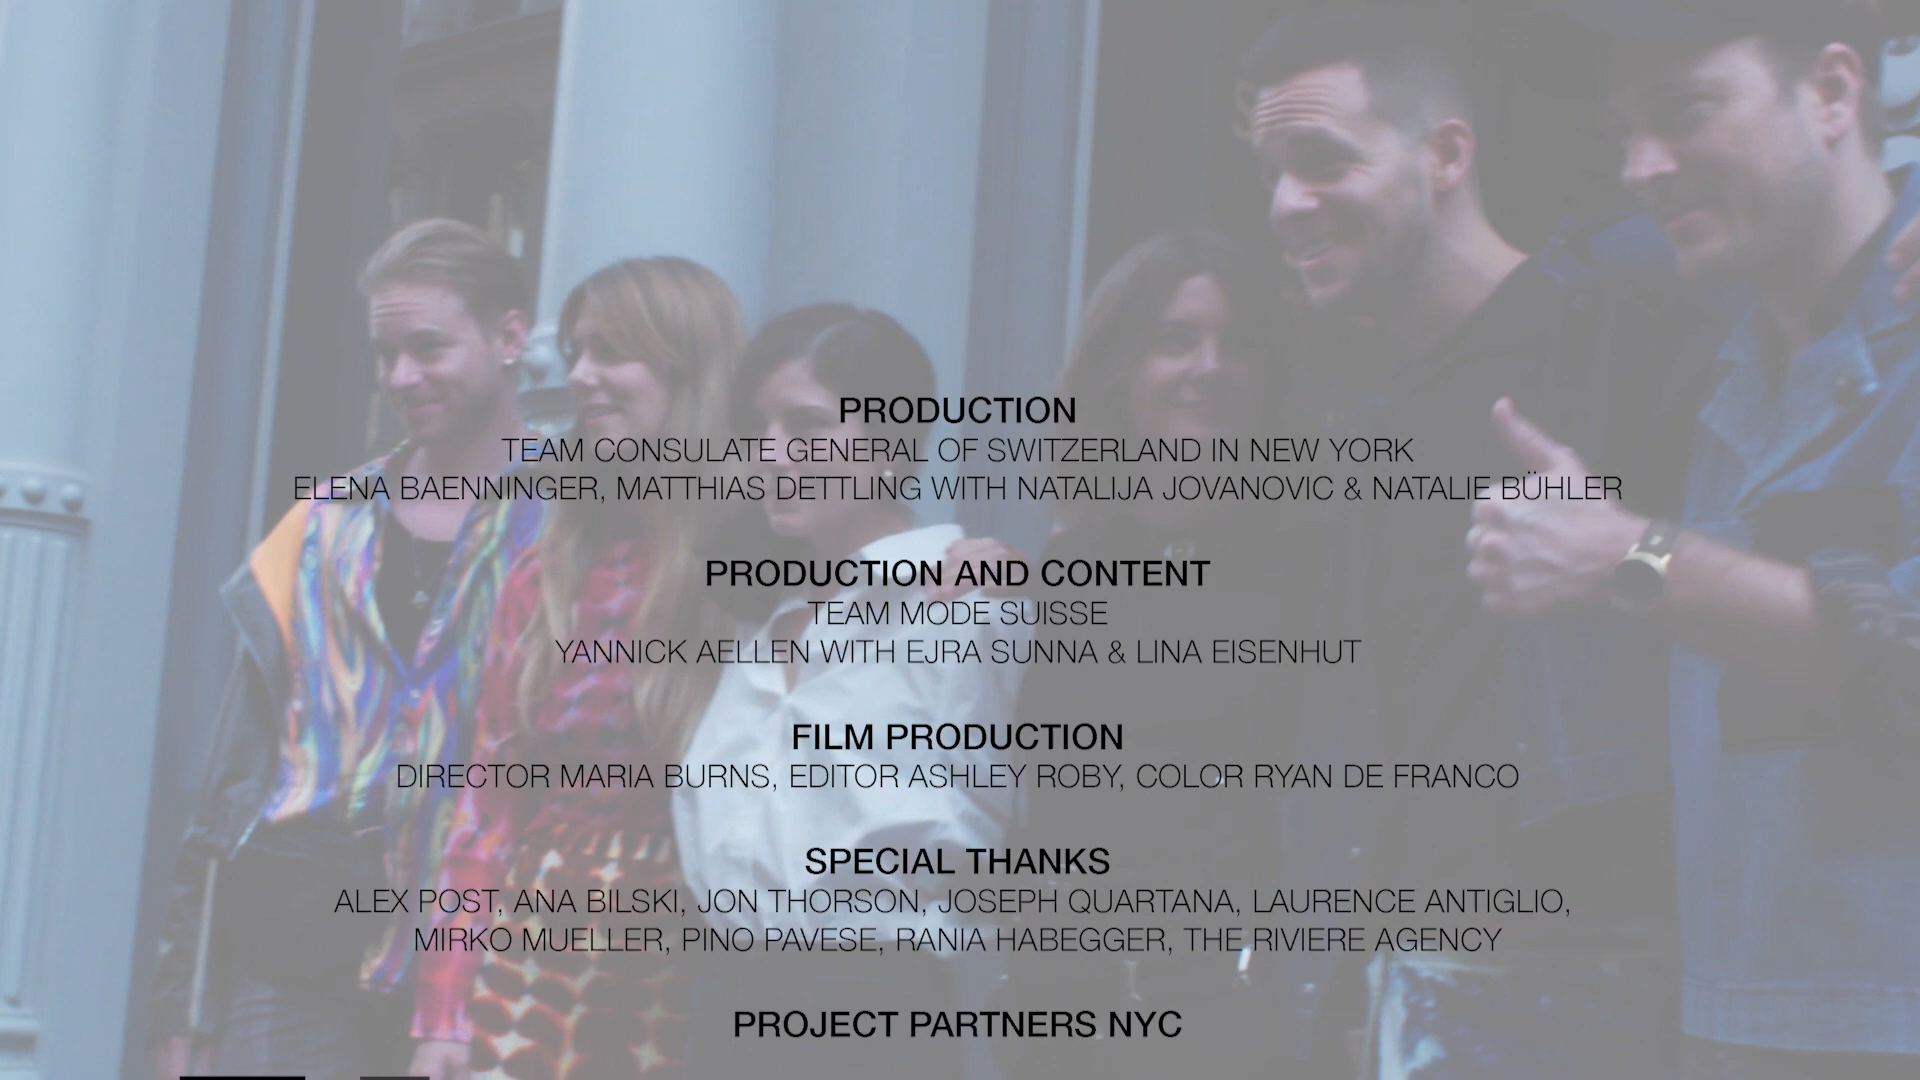 PRODUCTION
TEAM CONSULATE GENERAL OF SWITZERLAND IN NEW YORK
ELENA BAENNINGER, MATTHIAS DETTLING WITH NATALIJA JOVANOVIC & NATALIE BÜHLER
PRODUCTION AND CONTENT
TEAM MODE SUISSE
YANNICK AELLEN WITH EJRA SUNNA & LINA EISENHUT
FILM PRODUCTION
DIRECTOR MARIA BURNS, EDITOR ASHLEY ROBY, COLOR RYAN DE FRANCO
SPECIAL THANKS
ALEX POST, ANA BILSKI, JON THORSON, JOSEPH QUARTANA, LAURENCE ANTIGLIO,
MIRKO MUELLER, PINO PAVESE, RANIA HABEGGER, THE RIVIERE AGENCY
PROJECT PARTNERS NYC